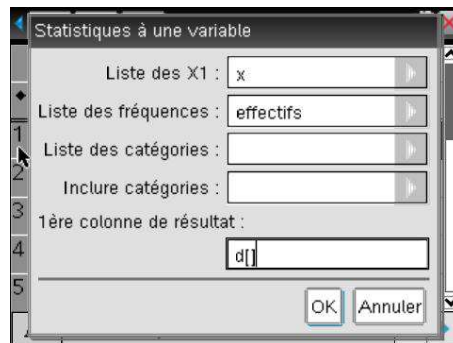 Statistiques à une variable
Liste des X1 : x
Liste des fréquences : effectifs
Liste des catégories :
Inclure catégories :
1ère colonne de résultat :
d[]
OK Annuler
1
2
3
4
5